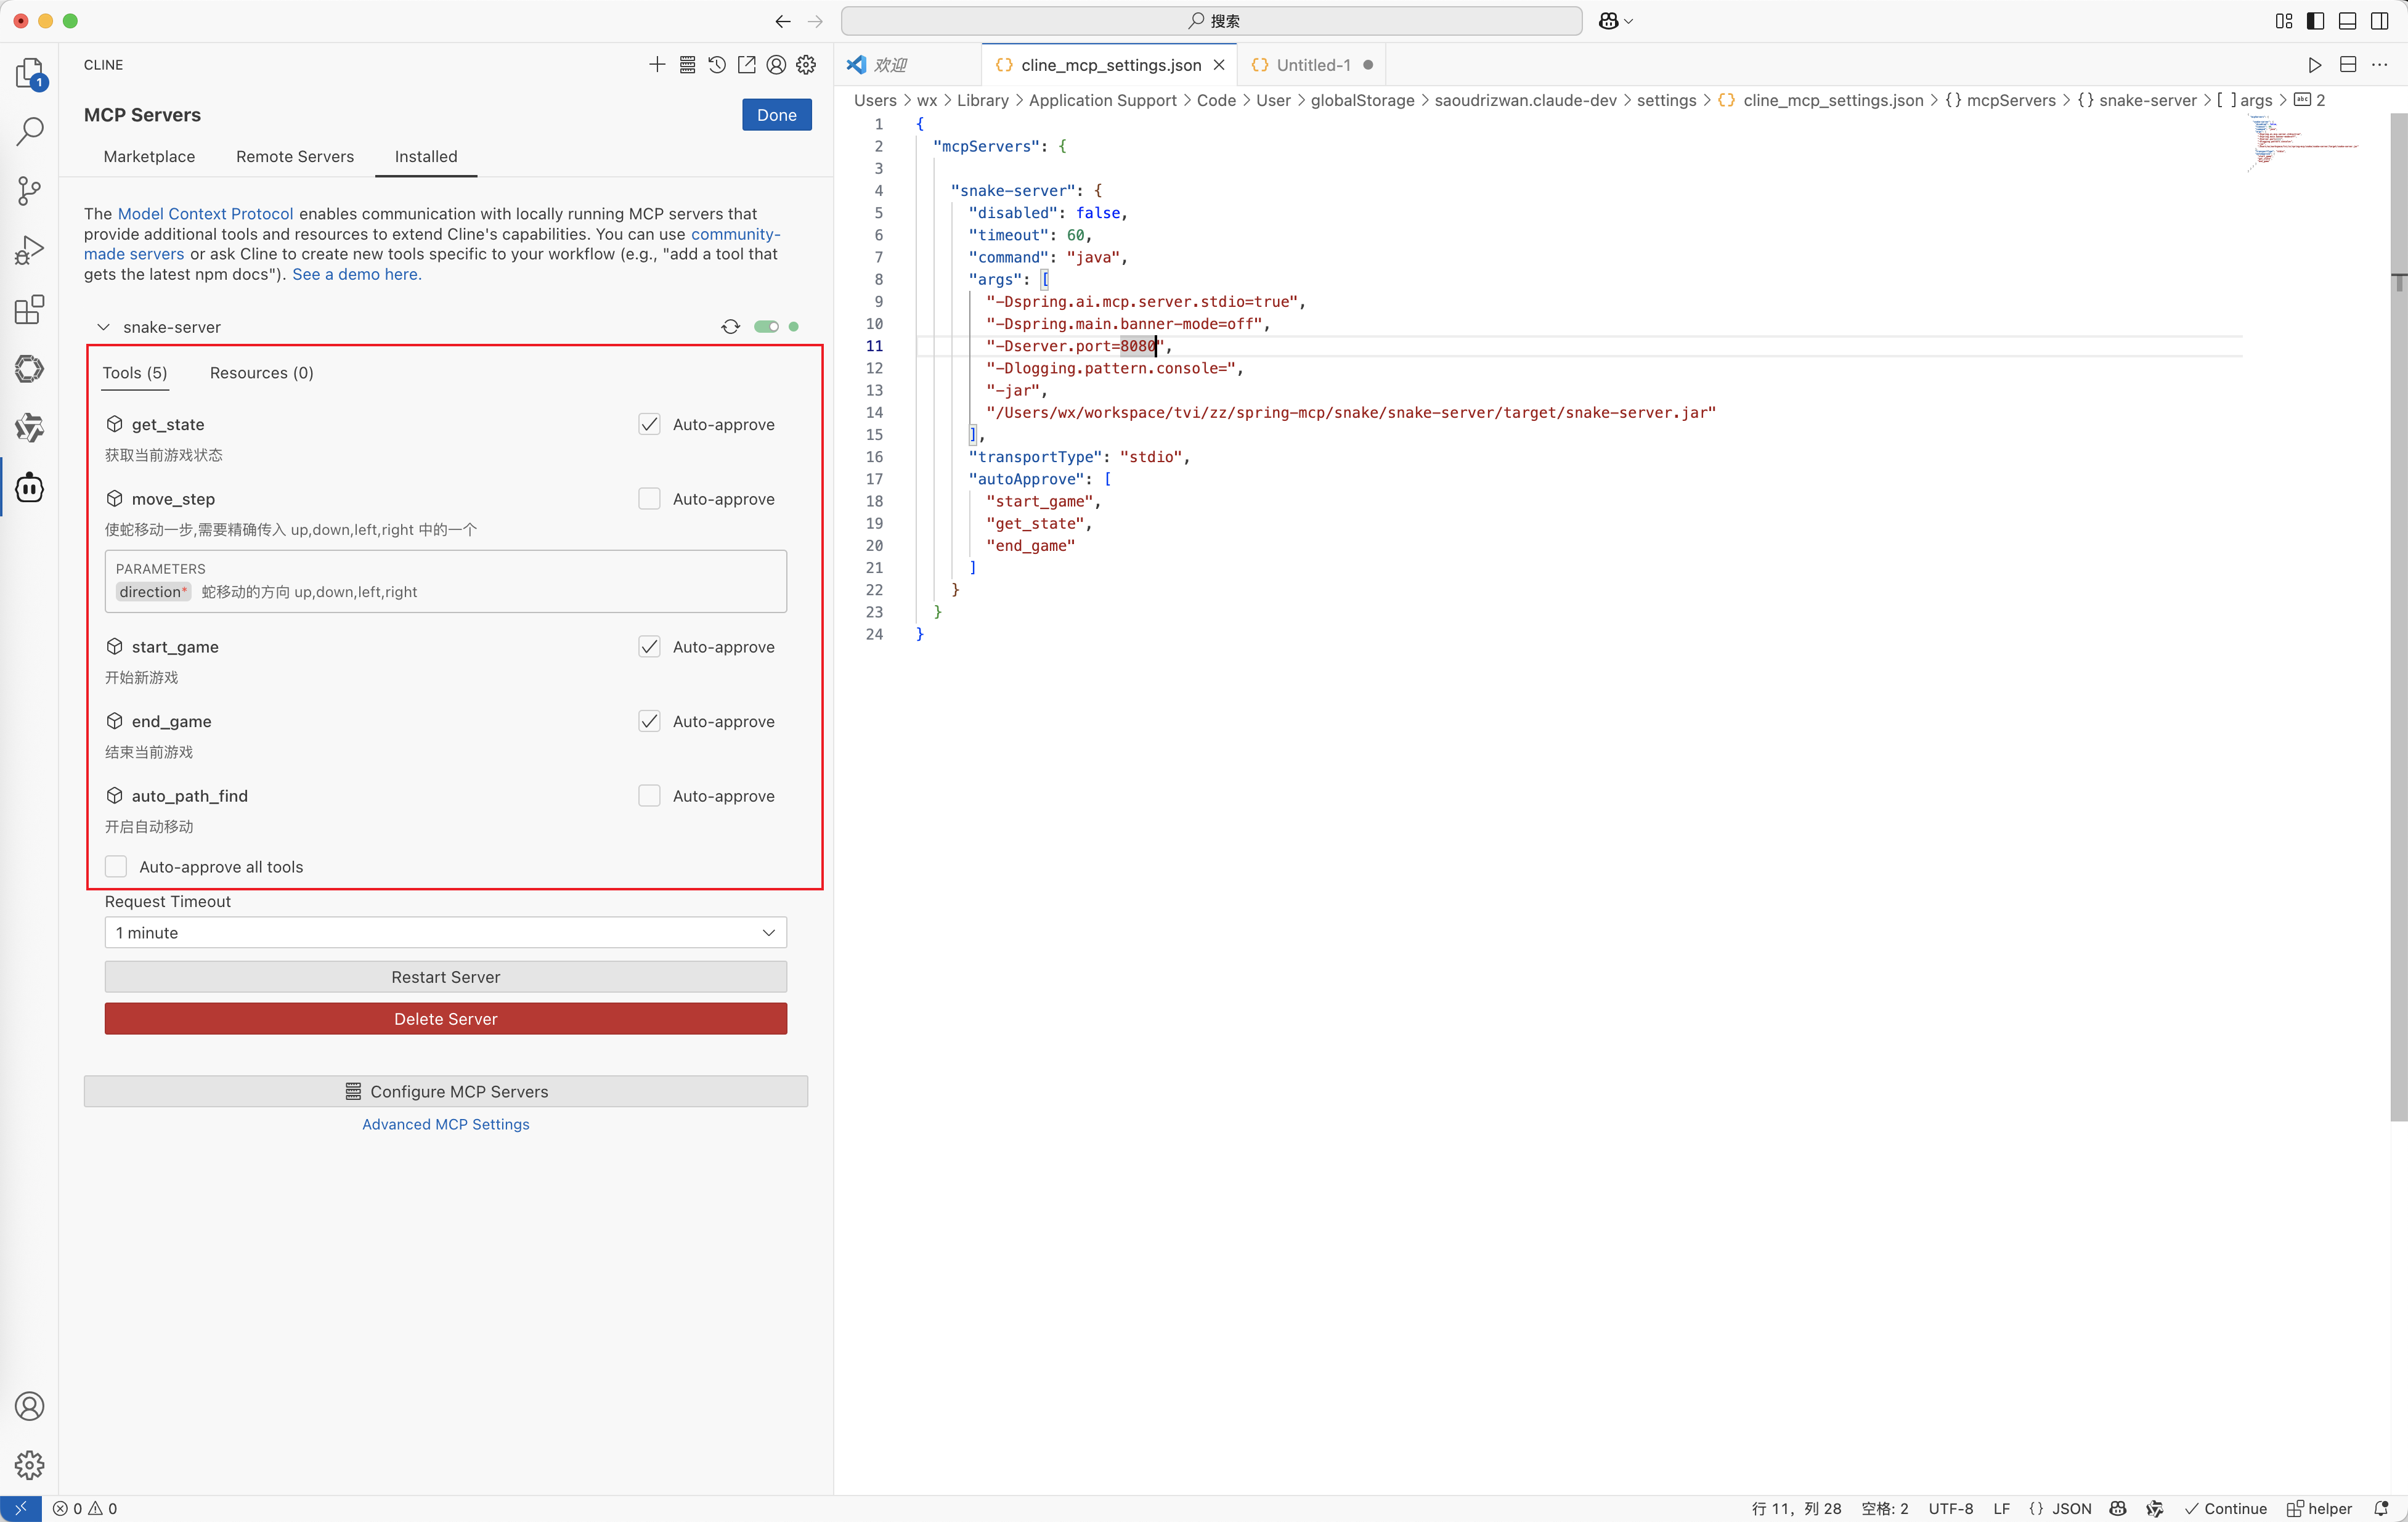 搜索
1
CLINE
MCP Servers
Done
Marketplace
Remote Servers
Installed
The Model Context Protocol enables communication with locally running MCP servers that
provide additional tools and resources to extend Cline's capabilities. You can use community-
made servers or ask Cline to create new tools specific to your workflow (e.g., "add a tool that
gets the latest npm docs"). See a demo here.
snake-server
Tools (5)
Resources (0)
get_state
Auto-approve
获取当前游戏状态
move_step
Auto-approve
使蛇移动一步,需要精确传入 up,down,left,right 中的一个
PARAMETERS
direction* 蛇移动的方向 up,down,left,right
start_game
Auto-approve
开始新游戏
end_game
Auto-approve
结束当前游戏
auto_path_find
Auto-approve
开启自动移动
Auto-approve all tools
Request Timeout
1 minute
Restart Server
Delete Server
Configure MCP Servers
Advanced MCP Settings
欢迎
{} cline_mcp_settings.json
{} Untitled-1
Users > wx > Library > Application Support > Code > User > globalStorage > saoudrizwan.claude-dev > settings > {} cline_mcp_settings.json > {} mcpServers > {} snake-server > [ ] args > abc 2
1 {
2 "mcpServers": {
3
4 "snake-server": {
5 "disabled": false,
6 "timeout": 60,
7 "command": "java",
8 "args": [
9 "-Dspring.ai.mcp.server.stdio=true",
10 "-Dspring.main.banner-mode=off",
11 "-Dserver.port=8080",
12 "-Dlogging.pattern.console=",
13 "-jar",
14 "/Users/wx/workspace/tvi/zz/spring-mcp/snake/snake-server/target/snake-server.jar"
15 ],
16 "transportType": "stdio",
17 "autoApprove": [
18 "start_game",
19 "get_state",
20 "end_game"
21 ]
22 }
23 }
24 }
0 0
行 11，列 28
空格: 2
UTF-8
LF
{} JSON
Continue
helper